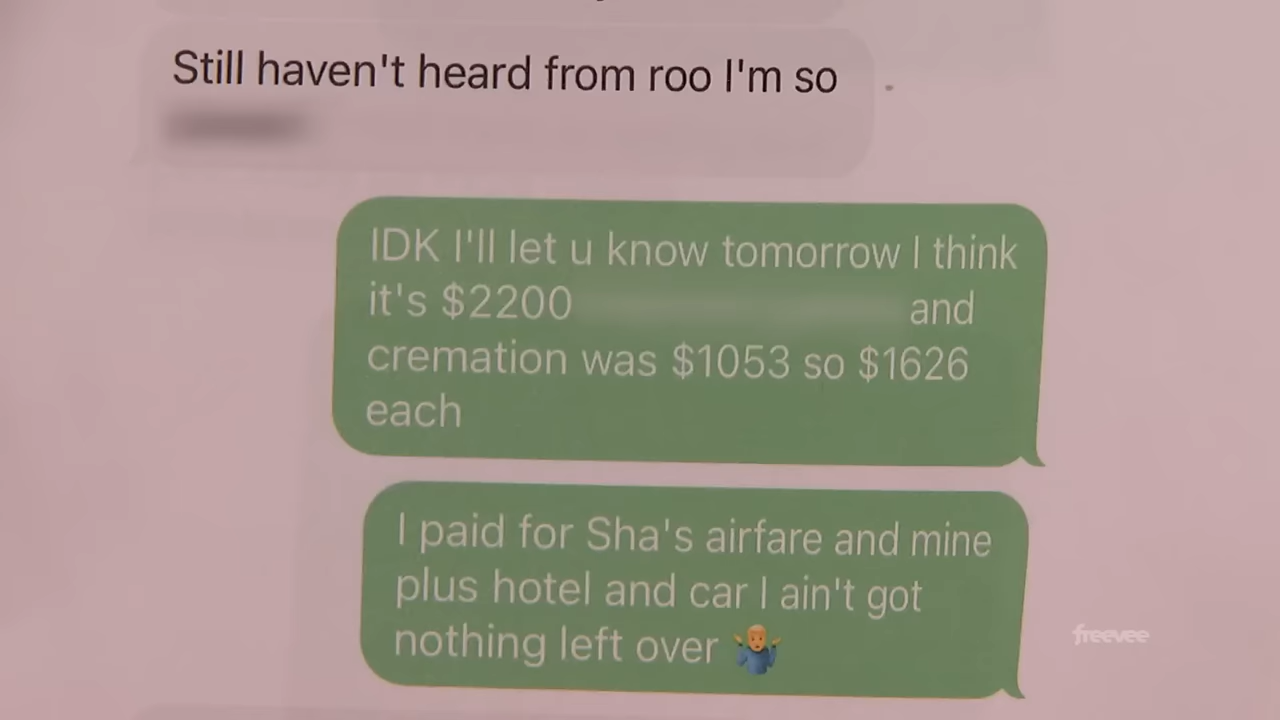 Still haven't heard from roo I'm so
IDK I'll let u know tomorrow I think
it's $2200 and
cremation was $1053 so $1626
each
I paid for Sha's airfare and mine
plus hotel and car I ain't got
nothing left over 🤷🏼‍♂️
freevee